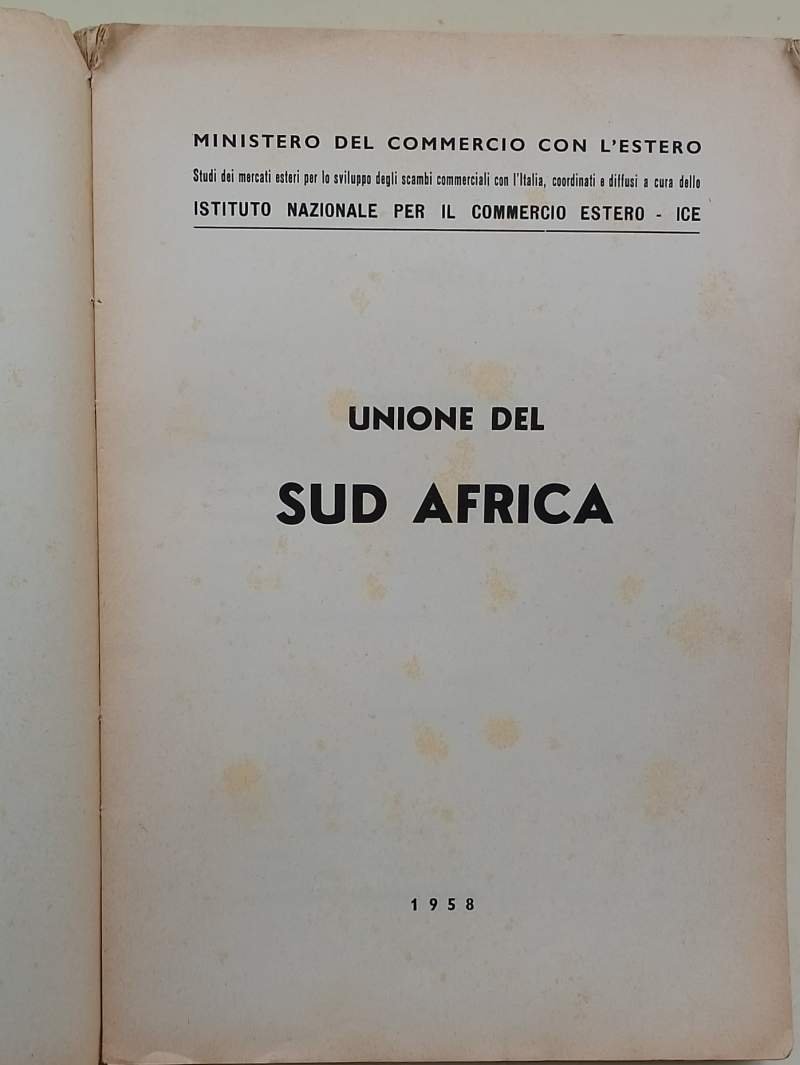 MINISTERO DEL COMMERCIO CON L'ESTERO
Studi dei mercati esteri per lo sviluppo degli scambi commerciali con l'Italia, coordinati e diffusi a cura dello
ISTITUTO NAZIONALE PER IL COMMERCIO ESTERO - ICE
UNIONE DEL
SUD AFRICA
1958